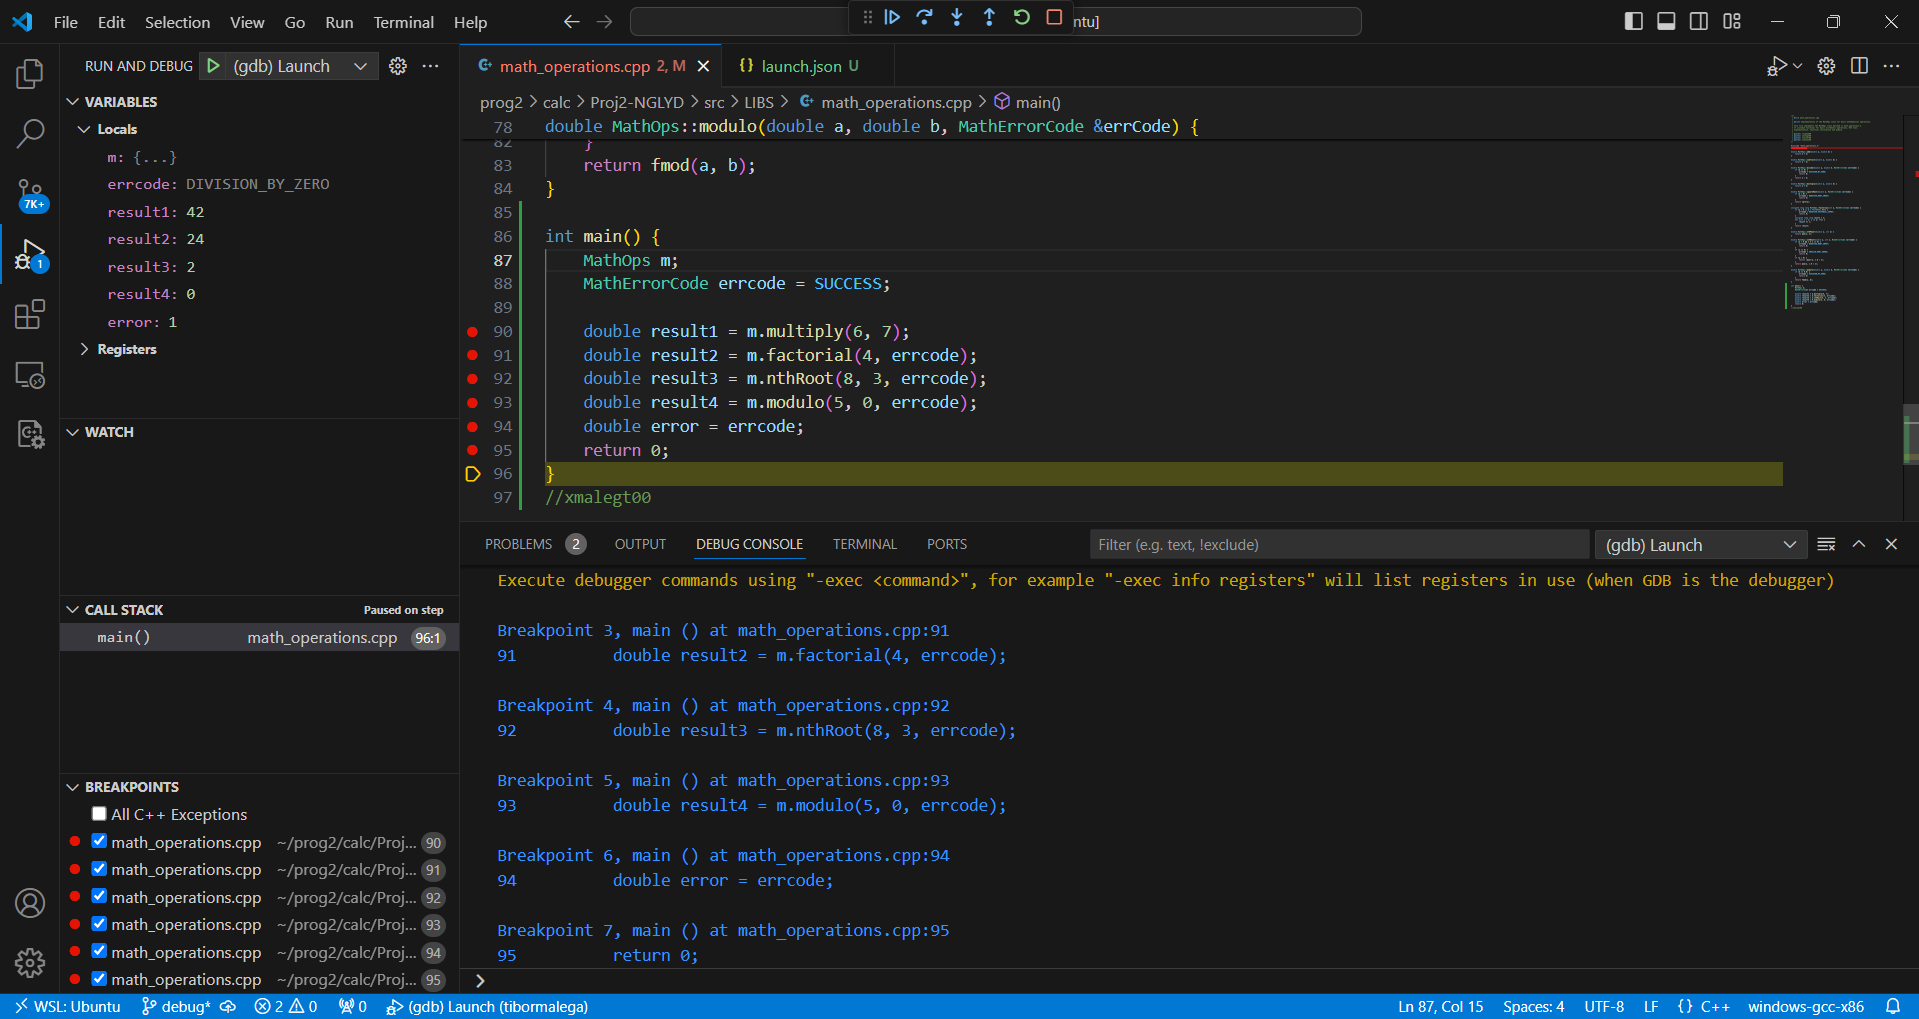 File Edit Selection View Go Run Terminal Help
ntu]
RUN AND DEBUG (gdb) Launch
VARIABLES
Locals
m: {...}
errcode: DIVISION_BY_ZERO
result1: 42
result2: 24
result3: 2
result4: 0
error: 1
Registers
WATCH
CALL STACK Paused on step
main() math_operations.cpp 96:1
BREAKPOINTS
All C++ Exceptions
math_operations.cpp ~/prog2/calc/Proj... 90
math_operations.cpp ~/prog2/calc/Proj... 91
math_operations.cpp ~/prog2/calc/Proj... 92
math_operations.cpp ~/prog2/calc/Proj... 93
math_operations.cpp ~/prog2/calc/Proj... 94
math_operations.cpp ~/prog2/calc/Proj... 95
7K+
1
math_operations.cpp 2, M
{} launch.json U
prog2 > calc > Proj2-NGLYD > src > LIBS > math_operations.cpp > main()
78 double MathOps::modulo(double a, double b, MathErrorCode &errCode) {
82 }
83 return fmod(a, b);
84 }
85
86 int main() {
87 MathOps m;
88 MathErrorCode errcode = SUCCESS;
89
90 double result1 = m.multiply(6, 7);
91 double result2 = m.factorial(4, errcode);
92 double result3 = m.nthRoot(8, 3, errcode);
93 double result4 = m.modulo(5, 0, errcode);
94 double error = errcode;
95 return 0;
96 }
97 //xmalegt00
PROBLEMS 2 OUTPUT DEBUG CONSOLE TERMINAL PORTS Filter (e.g. text, !exclude) (gdb) Launch
Execute debugger commands using "-exec <command>", for example "-exec info registers" will list registers in use (when GDB is the debugger)
Breakpoint 3, main () at math_operations.cpp:91
91 double result2 = m.factorial(4, errcode);
Breakpoint 4, main () at math_operations.cpp:92
92 double result3 = m.nthRoot(8, 3, errcode);
Breakpoint 5, main () at math_operations.cpp:93
93 double result4 = m.modulo(5, 0, errcode);
Breakpoint 6, main () at math_operations.cpp:94
94 double error = errcode;
Breakpoint 7, main () at math_operations.cpp:95
95 return 0;
>
WSL: Ubuntu debug* 2 0 0 (gdb) Launch (tibormalega) Ln 87, Col 15 Spaces: 4 UTF-8 LF {} C++ windows-gcc-x86